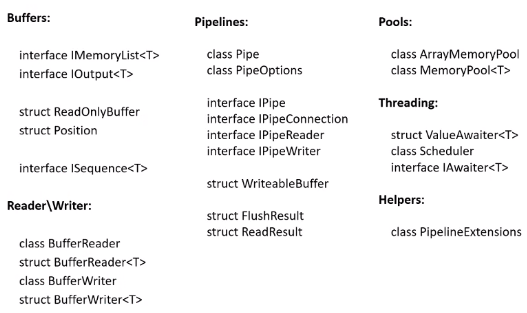 Buffers:
interface IMemoryList<T>
interface IOutput<T>
struct ReadOnlyBuffer
struct Position
interface ISequence<T>
Reader\Writer:
class BufferReader
struct BufferReader<T>
class BufferWriter
struct BufferWriter<T>
Pipelines:
class Pipe
class PipeOptions
interface IPipe
interface IPipeConnection
interface IPipeReader
interface IPipeWriter
struct WriteableBuffer
struct FlushResult
struct ReadResult
Pools:
class ArrayMemoryPool
class MemoryPool<T>
Threading:
struct ValueAwaiter<T>
class Scheduler
interface IAwaiter<T>
Helpers:
class PipelineExtensions